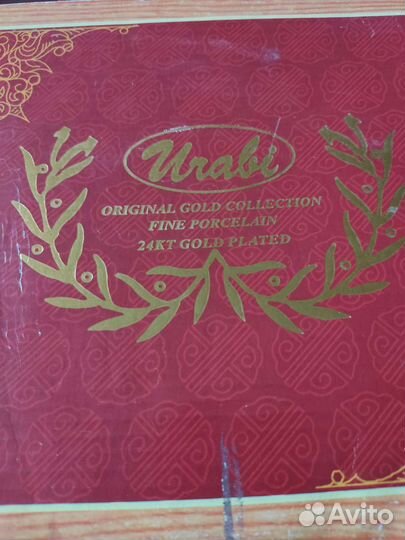 Urabi
ORIGINAL GOLD COLLECTION
FINE PORCELAIN
24KT GOLD PLATED
Avito